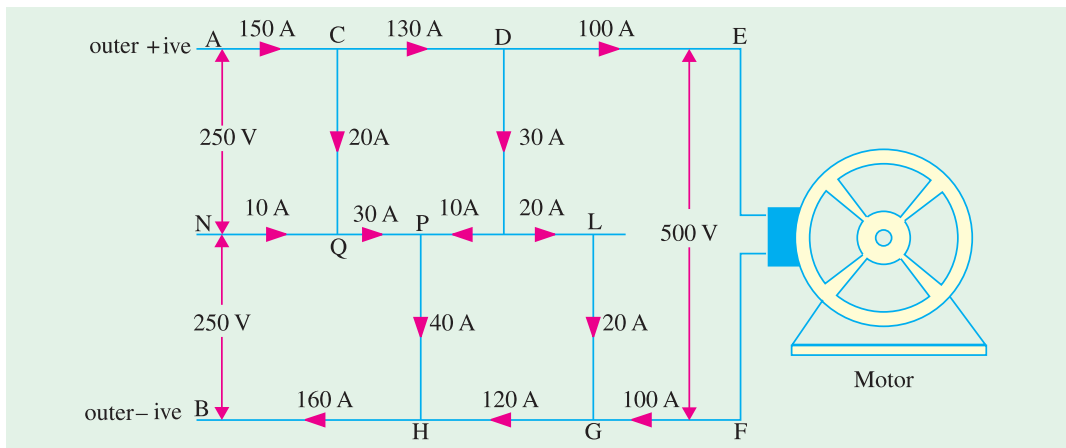 150 A C 130 A D 100 A E
outer +ive A
250 V 20A 30 A
N 10 A 30 A P 10A 20 A L
Q 500 V
250 V 40 A 20 A
Motor
outer– ive B 160 A 120 A 100 A
H G F